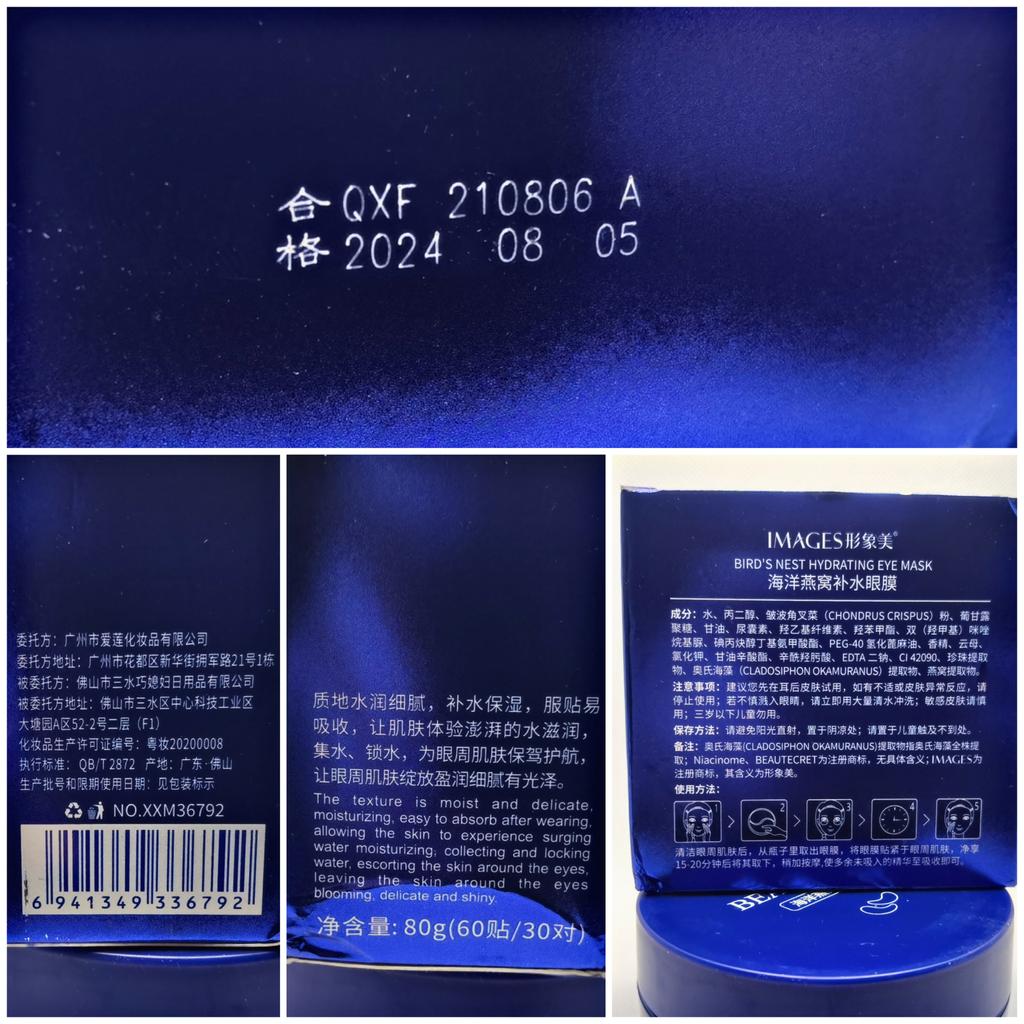 合 QXF 210806 A
格 2024 08 05
委托方：广州市爱莲化妆品有限公司
委托方地址：广州市花都区新华街拥军路21号1栋
被委托方：佛山市三水巧媳妇日用品有限公司
被委托方地址：佛山市三水区中心科技工业区
大塘园A区52-2号二层（F1）
化妆品生产许可证编号：粤妆20200008
执行标准：QB/T 2872 产地：广东·佛山
生产批号和限期使用日期：见包装标示
NO.XXM36792
6 941349 336792
质地水润细腻，补水保湿，服贴易
吸收，让肌肤体验澎湃的水滋润，
集水、锁水，为眼周肌肤保驾护航，
让眼周肌肤绽放盈润细腻有光泽。
The texture is moist and delicate,
moisturizing, easy to absorb after wearing,
allowing the skin to experience surging
water moisturizing, collecting and locking
water, escorting the skin around the eyes,
leaving the skin around the eyes
blooming, delicate and shiny.
净含量: 80g(60贴/30对)
IMAGES形象美®
BIRD'S NEST HYDRATING EYE MASK
海洋燕窝补水眼膜
成分：水、丙二醇、皱波角叉菜（CHONDRUS CRISPUS）粉、葡甘露
聚糖、甘油、尿囊素、羟乙基纤维素、羟苯甲酯、双（羟甲基）咪唑
烷基脲、碘丙炔醇丁基氨甲酸酯、PEG-40 氢化蓖麻油、香精、云母、
氯化钾、甘油辛酸酯、辛酰羟肟酸、EDTA 二钠、CI 42090、珍珠提取
物、奥氏海藻（CLADOSIPHON OKAMURANUS）提取物、燕窝提取物。
注意事项：建议您先在耳后皮肤试用，如有不适或皮肤异常反应，请
停止使用；若不慎溅入眼睛，请立即用大量清水冲洗；敏感皮肤请慎
用；三岁以下儿童勿用。
保存方法：请避免阳光直射，置于阴凉处；请置于儿童触及不到处。
备注：奥氏海藻(CLADOSIPHON OKAMURANUS)提取物指奥氏海藻全株提
取；Niacinome、BEAUTECRET为注册商标，无具体含义；IMAGES为
注册商标，其含义为形象美。
使用方法：
1 2 3 4 5
清洁眼周肌肤后，从瓶子里取出眼膜，将眼膜贴紧于眼周肌肤，净享
15-20分钟后将其取下，稍加按摩,使多余未吸入的精华至吸收即可。